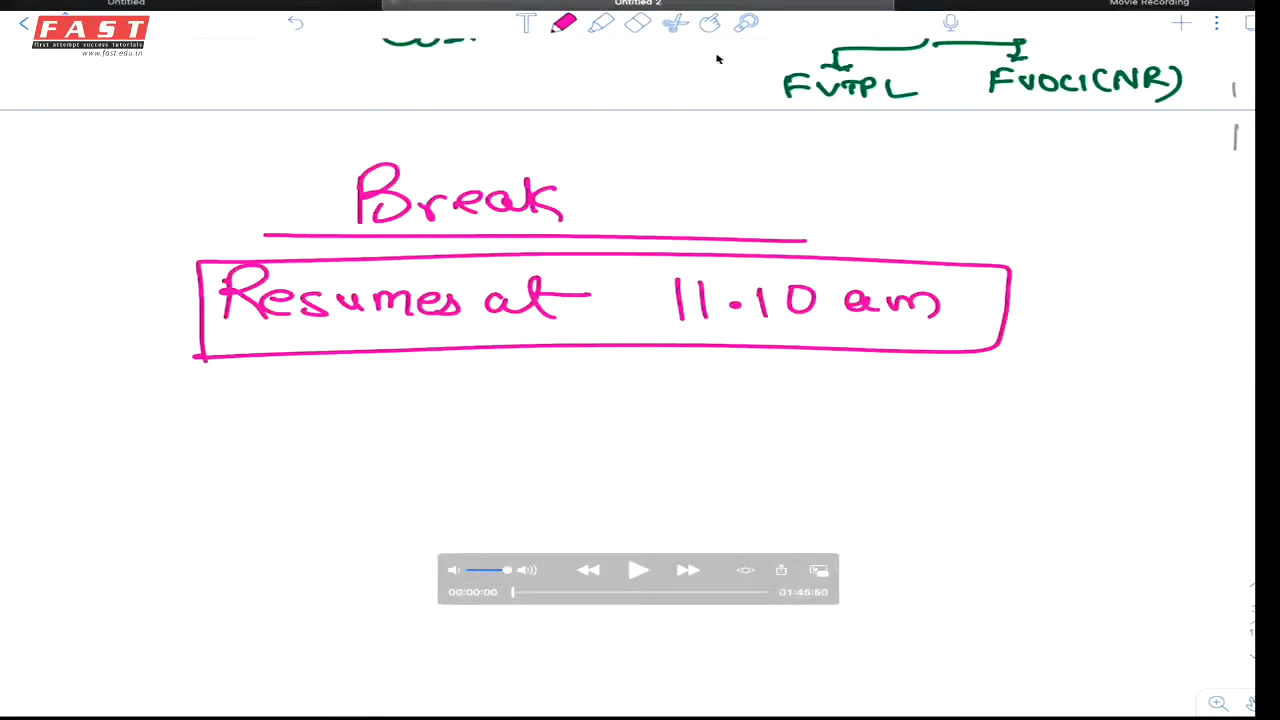 Untitled
Untitled 2
Movie Recording
FAST
first attempt success tutorials
www.fast.edu.in
T
FVTPL
FVOCI(NR)
Break
Resumes at 11.10 am
00:00:00
01:45:50